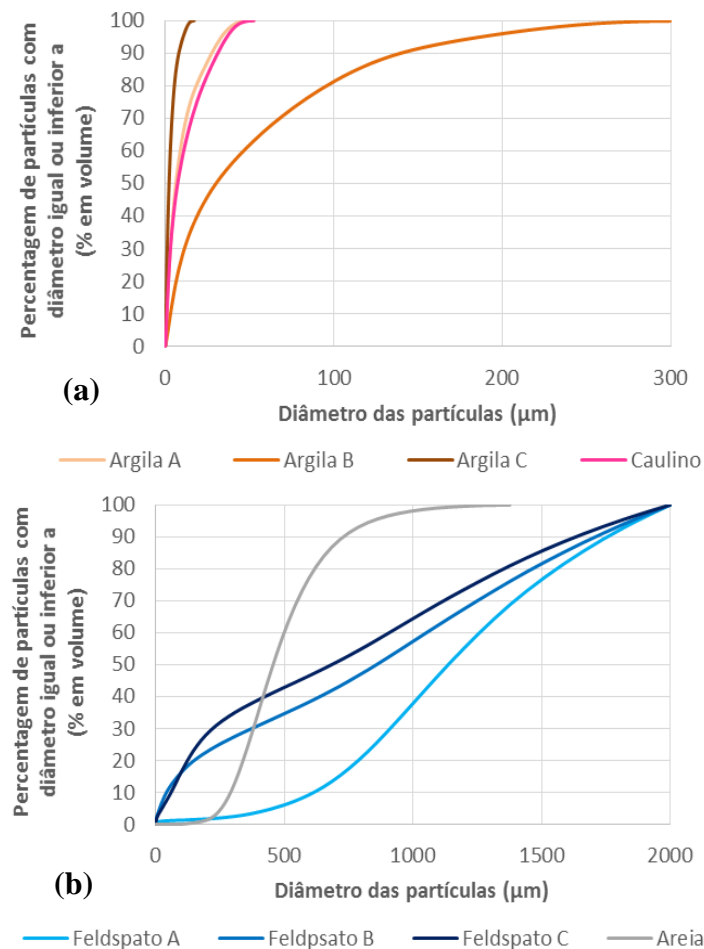 Percentagem de partículas com
diâmetro igual ou inferior a
(% em volume)
100
90
80
70
60
50
40
30
20
10
0
0 100 200 300
(a)
Diâmetro das partículas (µm)
Argila A Argila B Argila C Caulino
Percentagem de partículas com
diâmetro igual ou inferior a
(% em volume)
100
90
80
70
60
50
40
30
20
10
0
0 500 1000 1500 2000
(b)
Diâmetro das partículas (µm)
Feldspato A Feldpsato B Feldspato C Areia